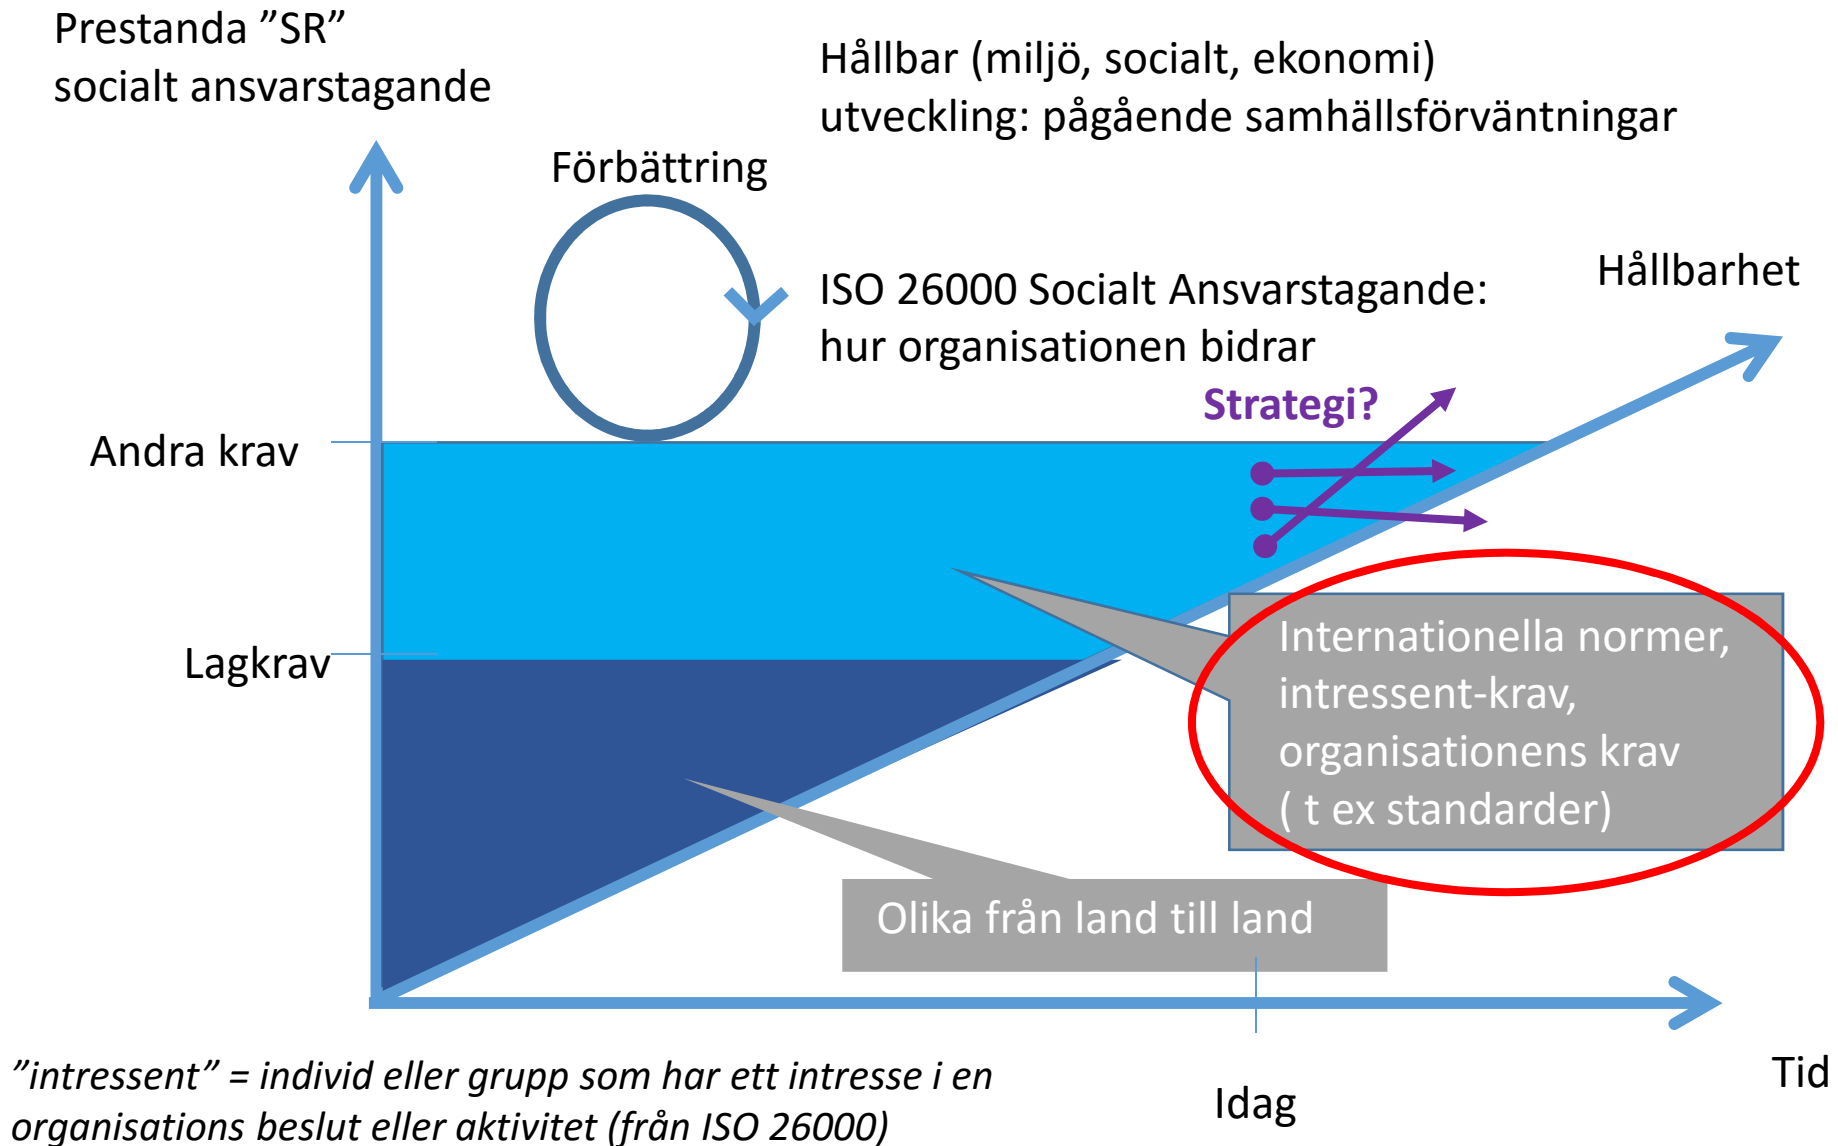 Prestanda ”SR”
socialt ansvarstagande
Hållbar (miljö, socialt, ekonomi)
utveckling: pågående samhällsförväntningar
Förbättring
ISO 26000 Socialt Ansvarstagande:
hur organisationen bidrar
Hållbarhet
Strategi?
Andra krav
Lagkrav
Internationella normer,
intressent-krav,
organisationens krav
( t ex standarder)
Olika från land till land
Tid
Idag
”intressent” = individ eller grupp som har ett intresse i en
organisations beslut eller aktivitet (från ISO 26000)